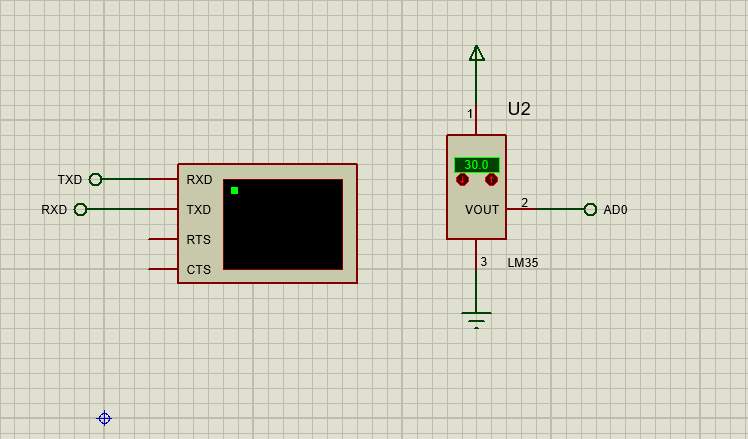 U2
1
30.0
TXD RXD
RXD TXD VOUT 2 AD0
RTS
CTS 3 LM35